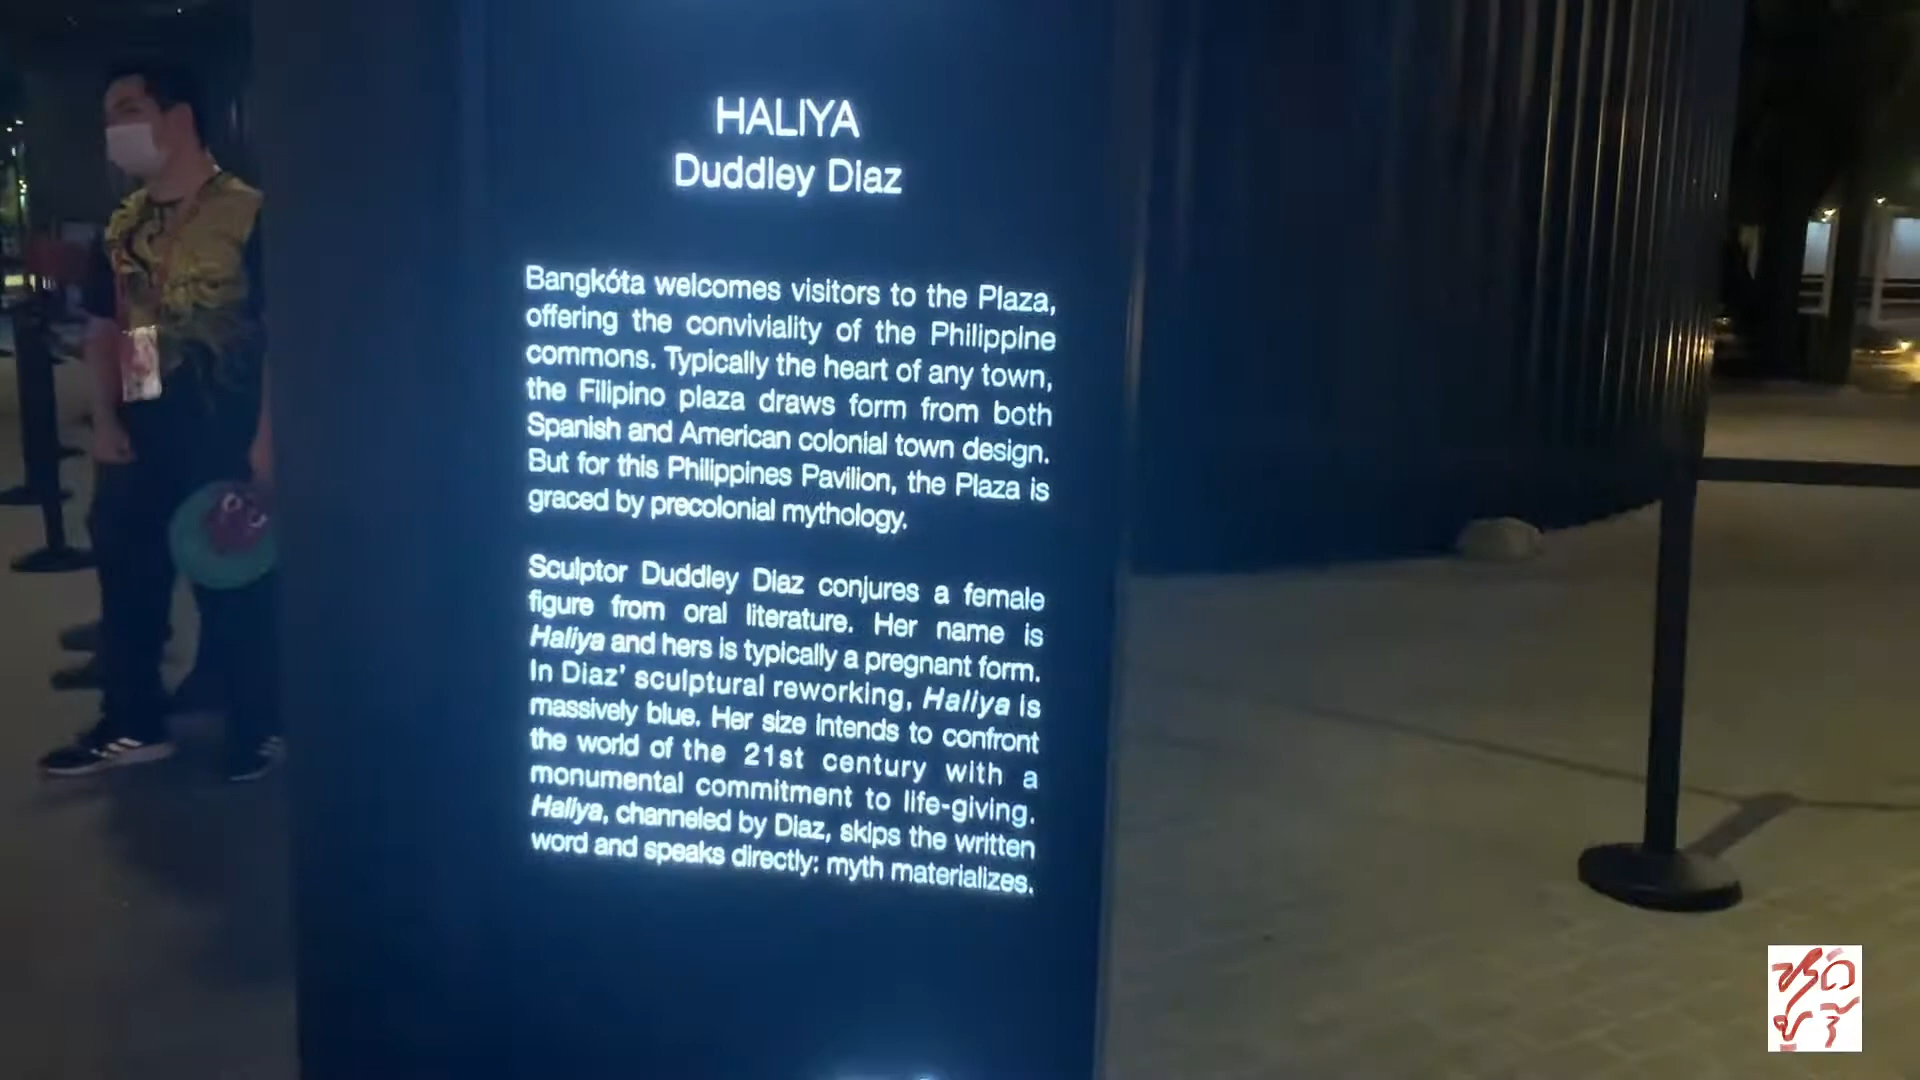 HALIYA
Duddley Diaz
Bangkóta welcomes visitors to the Plaza,
offering the conviviality of the Philippine
commons. Typically the heart of any town,
the Filipino plaza draws form from both
Spanish and American colonial town design.
But for this Philippines Pavilion, the Plaza is
graced by precolonial mythology.
Sculptor Duddley Diaz conjures a female
figure from oral literature. Her name is
Haliya and hers is typically a pregnant form.
In Diaz’ sculptural reworking, Haliya is
massively blue. Her size intends to confront
the world of the 21st century with a
monumental commitment to life-giving.
Haliya, channeled by Diaz, skips the written
word and speaks directly: myth materializes.